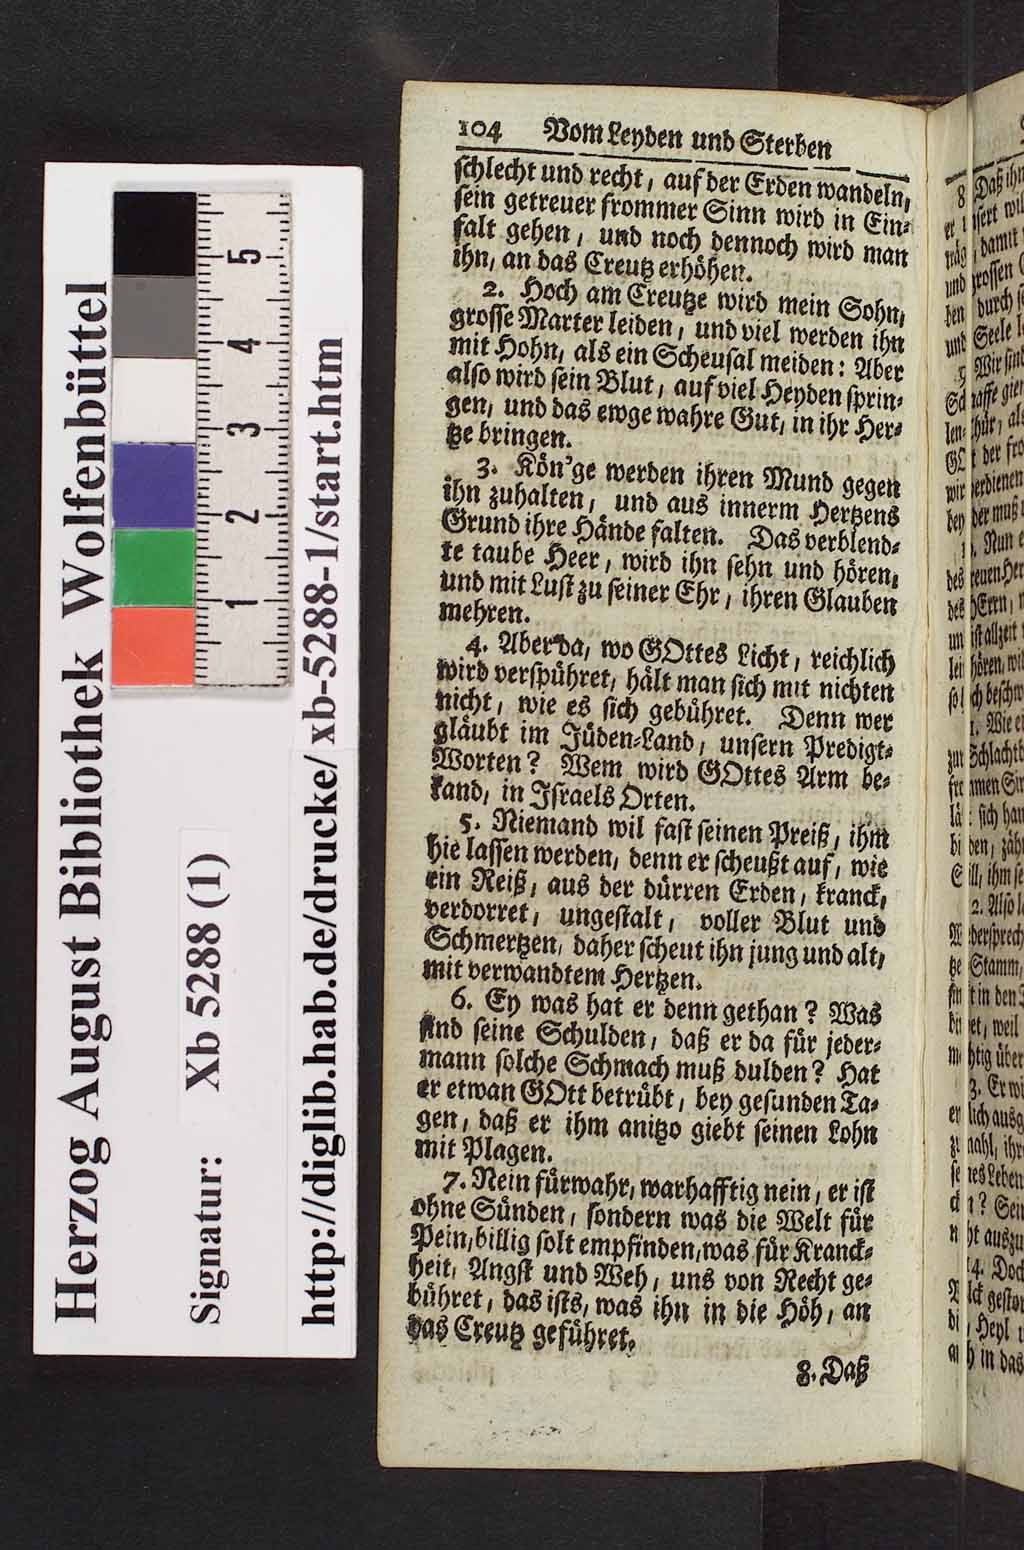 104 Vom Leyden und Sterben
schlecht und recht, auf der Erden wandeln,
sein getreuer frommer Sinn wird in Ein-
falt gehen, und noch dennoch wird man
ihn, an das Creutz erhöhen.
2. Hoch am Creutze wird mein Sohn,
grosse Marter leiden, und viel werden ihn
mit Hohn, als ein Scheusal meiden: Aber
also wird sein Blut, auf viel Heyden sprin-
gen, und das ewge wahre Gut, in ihr Her-
tze bringen.
3. Kön'ge werden ihren Mund gegen
ihn zuhalten, und aus innerm Hertzens
Grund ihre Hände falten. Das verblend-
te taube Heer, wird ihn sehn und hören,
und mit Lust zu seiner Ehr, ihren Glauben
mehren.
4. Aber da, wo GOttes Licht, reichlich
wird verspühret, hält man sich mit nichten
nicht, wie es sich gebühret. Denn wer
gläubt im Jüden-Land, unsern Predigt-
Worten? Wem wird GOttes Arm be-
kand, in Israels Orten.
5. Niemand wil fast seinen Preiß, ihm
hie lassen werden, denn er scheußt auf, wie
ein Reiß, aus der dürren Erden, kranck,
verdorret, ungestalt, voller Blut und
Schmertzen, daher scheut ihn jung und alt,
mit verwandtem Hertzen.
6. Ey was hat er denn gethan? Was
sind seine Schulden, daß er da für jeder-
mann solche Schmach muß dulden? Hat
er etwan GOtt betrübt, bey gesunden Ta-
gen, daß er ihm anitzo giebt seinen Lohn
mit Plagen.
7. Nein fürwahr, warhafftig nein, er ist
ohne Sünden, sondern was die Welt für
Pein, billig solt empfinden, was für Kranck-
heit, Angst und Weh, uns von Recht ge-
bühret, das ists, was ihn in die Höh, an
das Creutz geführet.
8. Daß
Herzog August Bibliothek Wolfenbüttel
Signatur: Xb 5288 (1)
http://diglib.hab.de/drucke/ xb-5288-1/start.htm
1 2 3 4 5